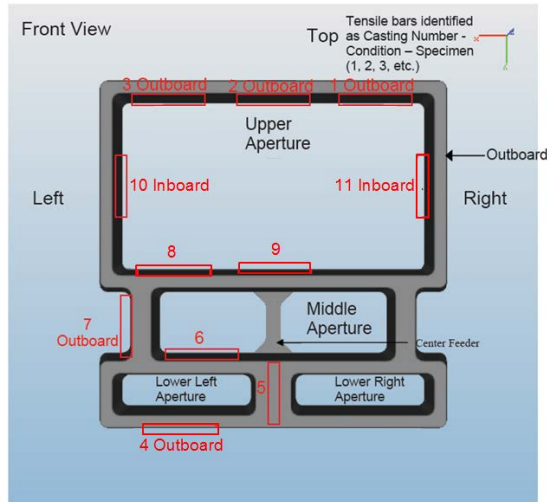 Front View
Top
Tensile bars identified
as Casting Number -
Condition – Specimen
(1, 2, 3, etc.)
x
3 Outboard
2 Outboard
1 Outboard
Upper
Aperture
Outboard
10 Inboard
11 Inboard
Left
Right
8
9
7
Outboard
Middle
Aperture
6
Center Feeder
Lower Left
Aperture
5
Lower Right
Aperture
4 Outboard